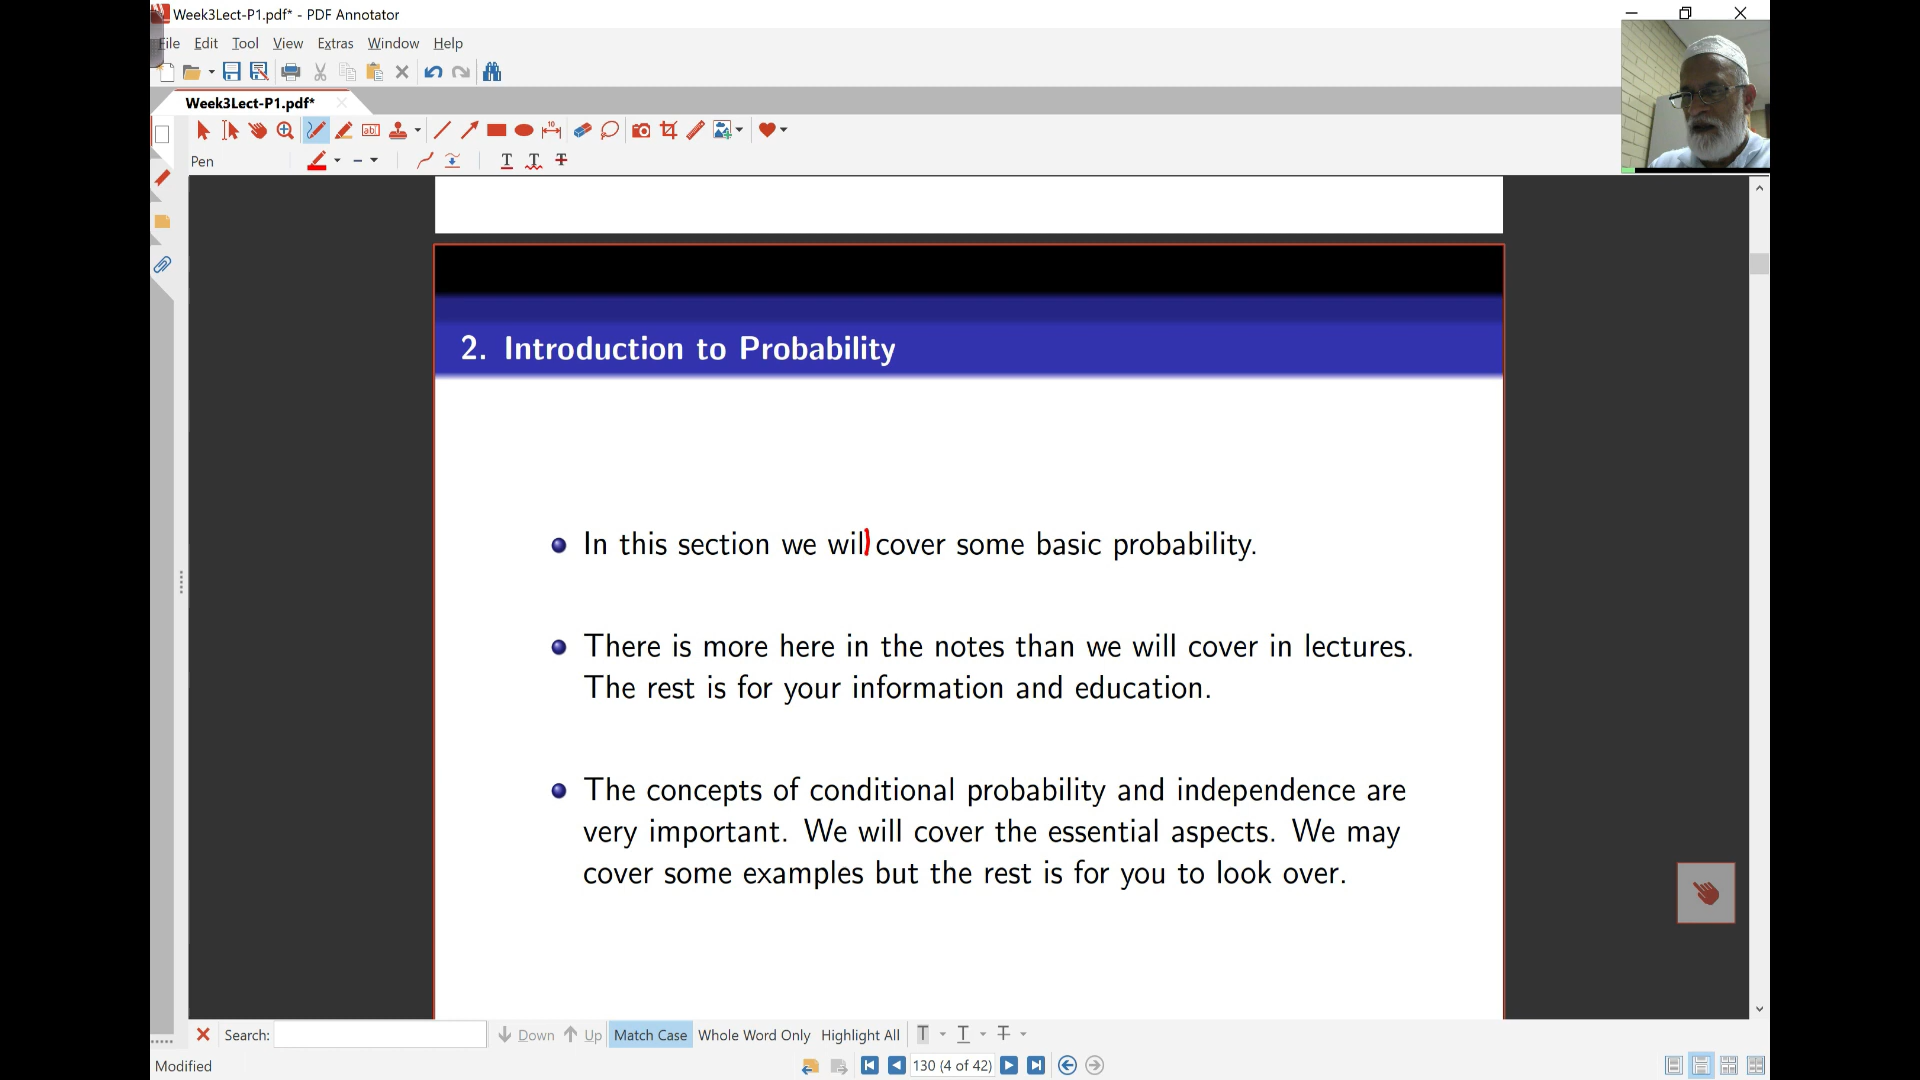 Week3Lect-P1.pdf* - PDF Annotator
File Edit Tool View Extras Window Help
Week3Lect-P1.pdf*
Pen
2. Introduction to Probability
In this section we will cover some basic probability.
There is more here in the notes than we will cover in lectures.
The rest is for your information and education.
The concepts of conditional probability and independence are
very important. We will cover the essential aspects. We may
cover some examples but the rest is for you to look over.
Search: Down Up Match Case Whole Word Only Highlight All
Modified 130 (4 of 42)